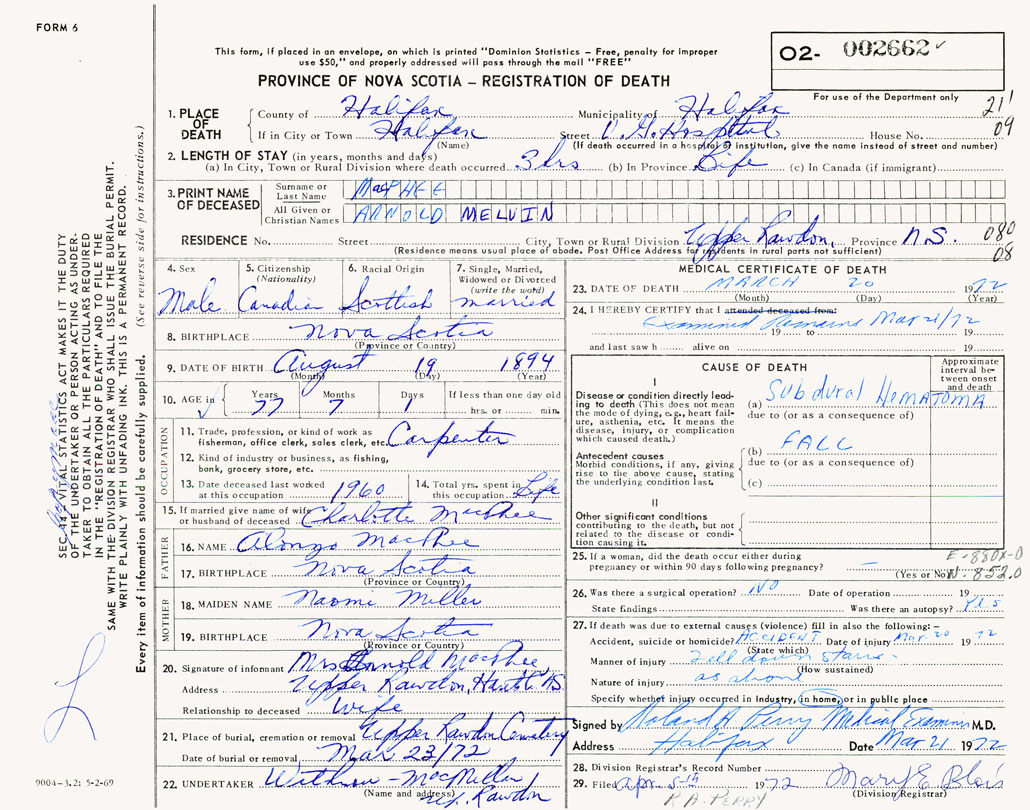 FORM 6
This form, if placed in an envelope, on which is printed "Dominion Statistics – Free, penalty for improper
use $50," and properly addressed will pass through the mail "FREE"
PROVINCE OF NOVA SCOTIA – REGISTRATION OF DEATH
O2- 002662 ✓
For use of the Department only
211
09
1. PLACE OF DEATH
County of Halifax Municipality of Halifax
If in City or Town Halifax Street V.G. Hospital House No.
(Name) (If death occurred in a hospital or institution, give the name instead of street and number)
2. LENGTH OF STAY (in years, months and days)
(a) In City, Town or Rural Division where death occurred 3 hrs (b) In Province Life (c) In Canada (if immigrant)
3. PRINT NAME OF DECEASED
Surname or Last Name MacPHEE
All Given or Christian Names ARNOLD MELVIN
RESIDENCE No. Street City, Town or Rural Division Upper Rawdon, Province N.S. 080
(Residence means usual place of abode. Post Office Address for residents in rural ports not sufficient) 08
4. Sex 5. Citizenship (Nationality) 6. Racial Origin 7. Single, Married, Widowed or Divorced (write the word)
Male Canadian Scottish married
8. BIRTHPLACE Nova Scotia
(Province or Country)
9. DATE OF BIRTH August 19 1894
(Month) (Day) (Year)
10. AGE in Years Months Days If less than one day old
✓ 77 7 1 hrs. or min.
OCCUPATION
11. Trade, profession, or kind of work as
fisherman, office clerk, sales clerk, etc. Carpenter
12. Kind of industry or business, as fishing,
bank, grocery store, etc.
13. Date deceased last worked at this occupation 1960
14. Total yrs. spent in this occupation Life
15. If married give name of wife
or husband of deceased Charlotte MacPhee
FATHER
16. NAME Alonzo MacPhee
17. BIRTHPLACE Nova Scotia
(Province or Country)
MOTHER
18. MAIDEN NAME Naomi Miller
19. BIRTHPLACE Nova Scotia
(Province or Country)
20. Signature of informant Mrs Arnold MacPhee
Address Upper Rawdon, Hants NS
Relationship to deceased Wife
21. Place of burial, cremation or removal Upper Rawdon Cemetery
Date of burial or removal Mar 23/72
22. UNDERTAKER MacMillen
(Name and address) Rawdon
MEDICAL CERTIFICATE OF DEATH
23. DATE OF DEATH MARCH 20 1972
(Month) (Day) (Year)
24. I HEREBY CERTIFY that I attended deceased from:
Examined Remains Mar 21/72
19 to 19
and last saw h alive on 19
CAUSE OF DEATH
Approximate interval between onset and death
I
Disease or condition directly leading to death (This does not mean
the mode of dying, e.g., heart failure, asthenia, etc. It means the
disease, injury, or complication
which caused death.)
(a) Subdural HEMATOMA
due to (or as a consequence of)
Antecedent causes
Morbid conditions, if any, giving
rise to the above cause, stating
the underlying condition last.
(b) FALL
due to (or as a consequence of)
(c)
II
Other significant conditions
contributing to the death, but not
related to the disease or condition causing it.
25. If a woman, did the death occur either during
pregnancy or within 90 days following pregnancy? –
(Yes or No)
E-880X-0
N-852.0
26. Was there a surgical operation? NO Date of operation 19
State findings Was there an autopsy? Yes
27. If death was due to external causes (violence) fill in also the following: –
Accident, suicide or homicide? ACCIDENT Date of injury Mar 20 1972
(State which)
Manner of injury Fell down stairs -
(How sustained)
Nature of injury as above
Specify whether injury occurred in industry, in home, or in public place
Signed by Roland A Perry Medical Examiner M.D.
Address Halifax Date Mar 21 1972
28. Division Registrar's Record Number
29. Filed Apr 5th 1972 Mary E. Blois
(Division Registrar)
R.A. PERRY
SEC. 14 – VITAL STATISTICS ACT MAKES IT THE DUTY
OF THE UNDERTAKER OR PERSON ACTING AS UNDER-
TAKER TO OBTAIN ALL THE PARTICULARS REQUIRED
IN THE "REGISTRATION OF DEATH" AND TO FILE THE
SAME WITH THE DIVISION REGISTRAR WHO SHALL ISSUE THE BURIAL PERMIT.
WRITE PLAINLY WITH UNFADING INK. THIS IS A PERMANENT RECORD.
Every item of information should be carefully supplied. (See reverse side for instructions.)
9004-3.2: 5-2-69